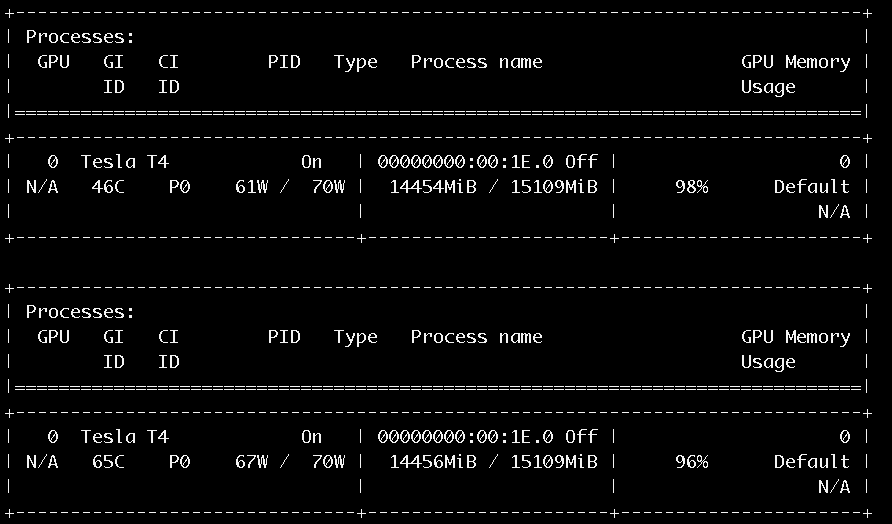 +-----------------------------------------------------------------------------+
| Processes:                                                                  |
|  GPU   GI   CI        PID   Type   Process name                  GPU Memory |
|        ID   ID                                                   Usage      |
|=============================================================================|
+-----------------------------------------------------------------------------+
|   0  Tesla T4            On   | 00000000:00:1E.0 Off |                    0 |
| N/A   46C    P0    61W /  70W |  14454MiB / 15109MiB |     98%      Default |
|                               |                      |                  N/A |
+-------------------------------+----------------------+----------------------+

+-----------------------------------------------------------------------------+
| Processes:                                                                  |
|  GPU   GI   CI        PID   Type   Process name                  GPU Memory |
|        ID   ID                                                   Usage      |
|=============================================================================|
+-----------------------------------------------------------------------------+
|   0  Tesla T4            On   | 00000000:00:1E.0 Off |                    0 |
| N/A   65C    P0    67W /  70W |  14456MiB / 15109MiB |     96%      Default |
|                               |                      |                  N/A |
+-------------------------------+----------------------+----------------------+